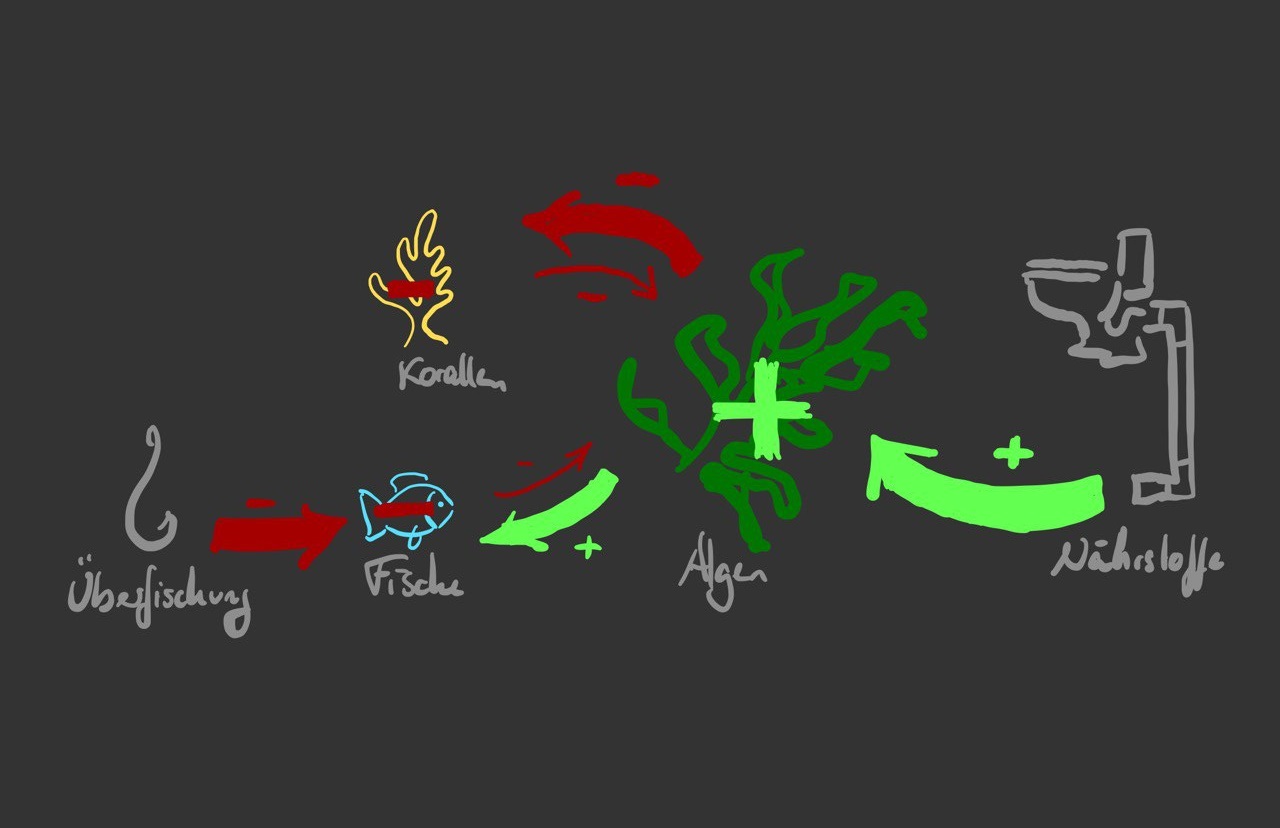 Korallen
Überfischung
Fische
Algen
Nährstoffe